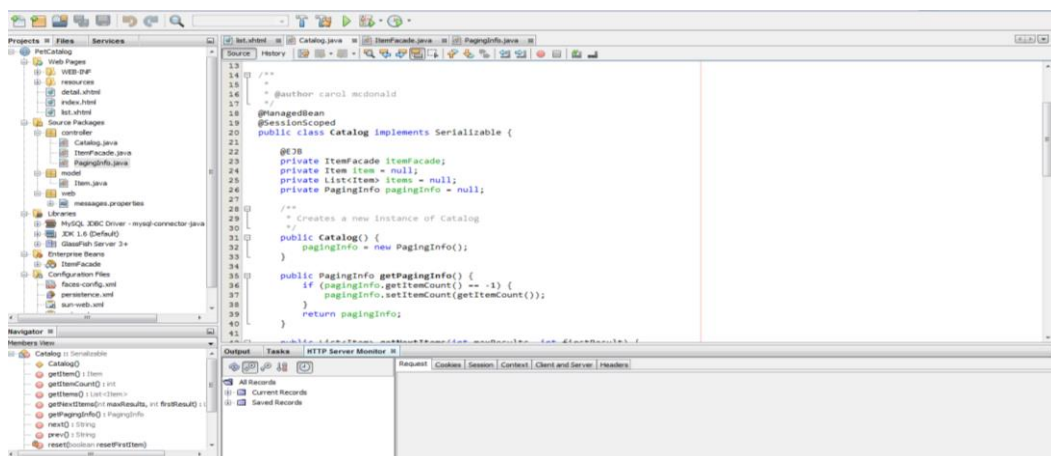 Projects Files Services
PetCatalog
Web Pages
WEB-INF
resources
detail.xhtml
index.html
list.xhtml
Source Packages
controller
Catalog.java
ItemFacade.java
PagingInfo.java
model
Item.java
web
messages.properties
Libraries
MySQL JDBC Driver - mysql-connector-java
JDK 1.6 (Default)
GlassFish Server 3+
Enterprise Beans
ItemFacade
Configuration Files
faces-config.xml
persistence.xml
sun-web.xml
Navigator
Members View
Catalog :: Serializable
Catalog()
getItem() : Item
getItemCount() : int
getItems() : List<Item>
getNextItems(int maxResults, int firstResult) :
getPagingInfo() : PagingInfo
next() : String
prev() : String
reset(boolean resetFirstItem)
list.xhtml Catalog.java ItemFacade.java PagingInfo.java
Source History
13
14 /**
15 *
16 * @author carol mcdonald
17 */
18 @ManagedBean
19 @SessionScoped
20 public class Catalog implements Serializable {
21
22 @EJB
23 private ItemFacade itemFacade;
24 private Item item = null;
25 private List<Item> items = null;
26 private PagingInfo pagingInfo = null;
27
28 /**
29 * Creates a new instance of Catalog
30 */
31 public Catalog() {
32 pagingInfo = new PagingInfo();
33 }
34
35 public PagingInfo getPagingInfo() {
36 if (pagingInfo.getItemCount() == -1) {
37 pagingInfo.setItemCount(getItemCount());
38 }
39 return pagingInfo;
40 }
41
public List<Item> getNextItems(int maxResults, int firstResult) {
Output Tasks HTTP Server Monitor
All Records
Current Records
Saved Records
Request Cookies Session Context Client and Server Headers